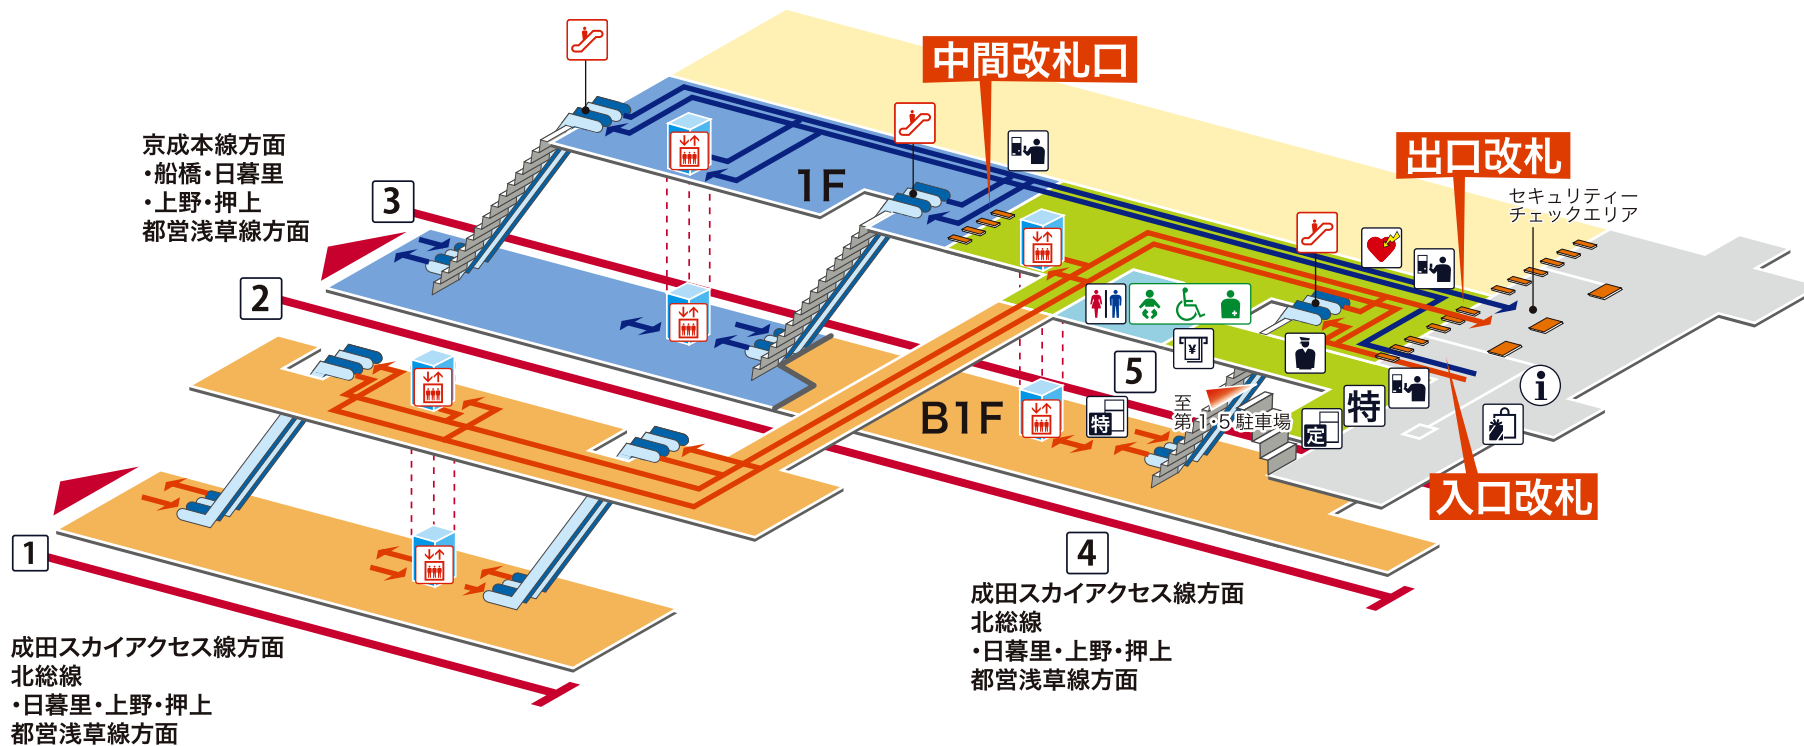 中間改札口
出口改札
セキュリティー
チェックエリア
京成本線方面
・船橋・日暮里
・上野・押上
都営浅草線方面
3
1F
2
5
¥
B1F
至
第1・5駐車場
特
定
特
i
入口改札
1
4
成田スカイアクセス線方面
北総線
・日暮里・上野・押上
都営浅草線方面
成田スカイアクセス線方面
北総線
・日暮里・上野・押上
都営浅草線方面